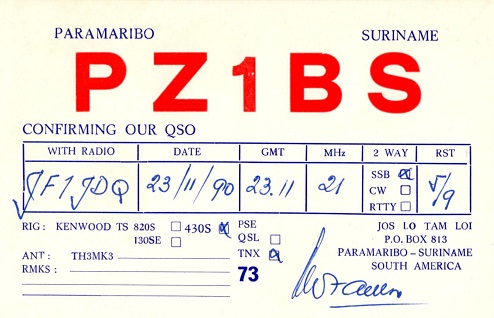 PARAMARIBO SURINAME
PZ1BS
CONFIRMING OUR QSO
WITH RADIO DATE GMT MHz 2 WAY RST
JF1JDQ 23/11/90 23.11 21 SSB CW RTTY 5/9
RIG: KENWOOD TS 820S 430S PSE JOS LO TAM LOI
130SE QSL P.O. BOX 813
ANT: TH3MK3 TNX PARAMARIBO – SURINAME
RMKS: 73 SOUTH AMERICA